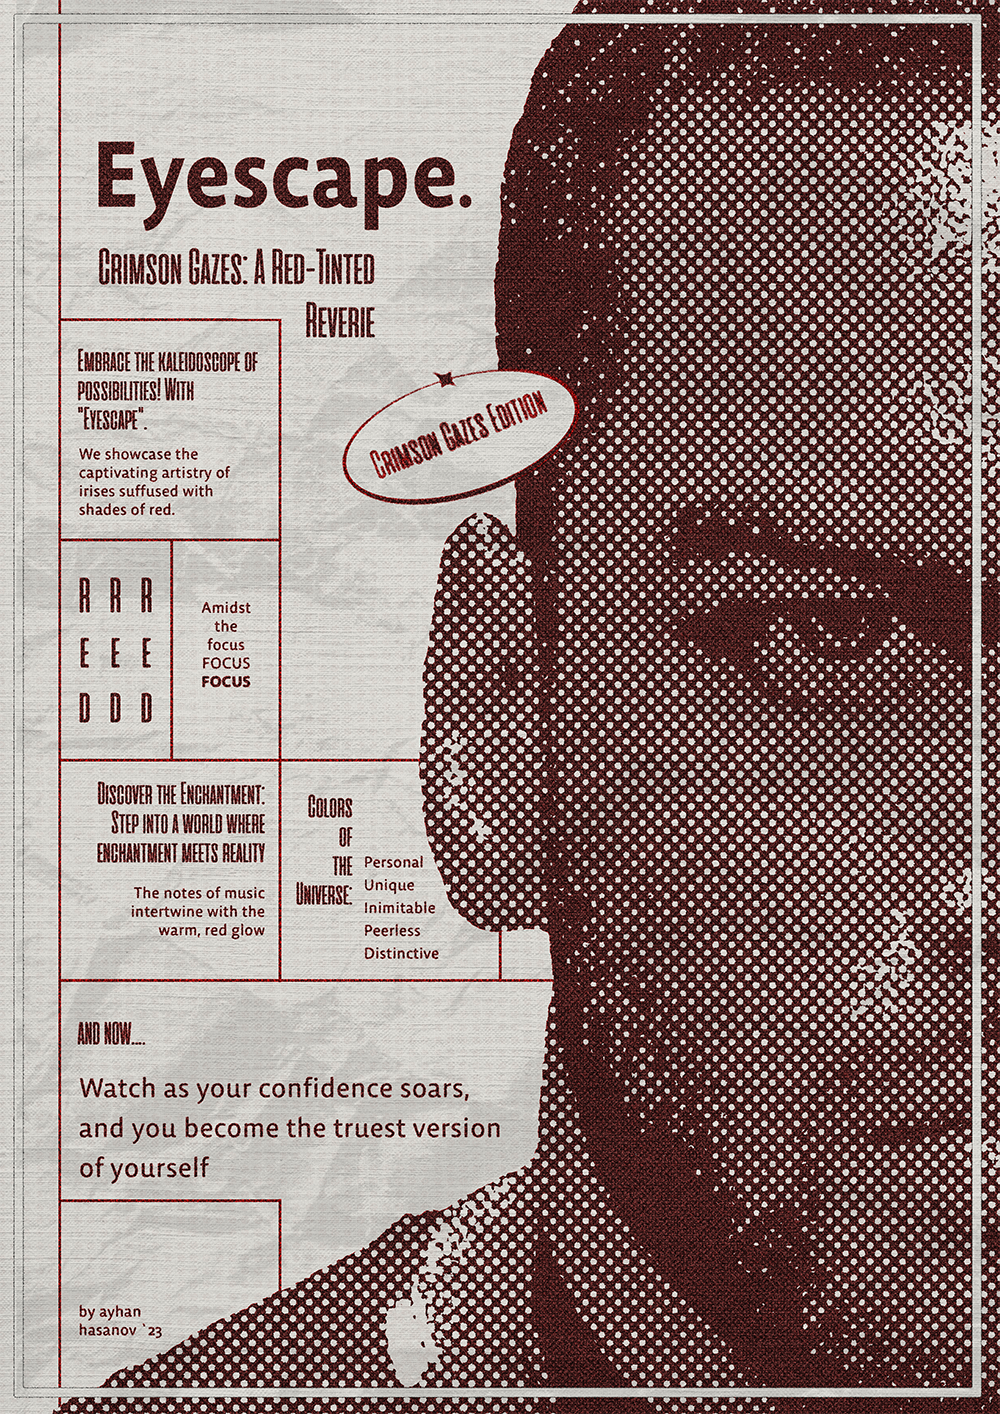 Eyescape.
Crimson Gazes: A Red-Tinted
Reverie
Crimson Gazes Edition
Embrace the kaleidoscope of
possibilities! With
"Eyescape".
We showcase the
captivating artistry of
irises suffused with
shades of red.
R R R
E E E
D D D
Amidst
the
focus
FOCUS
FOCUS
Discover the Enchantment:
Step into a world where
enchantment meets reality
The notes of music
intertwine with the
warm, red glow
Colors
of
the
Universe:
Personal
Unique
Inimitable
Peerless
Distinctive
and now....
Watch as your confidence soars,
and you become the truest version
of yourself
by ayhan
hasanov `23